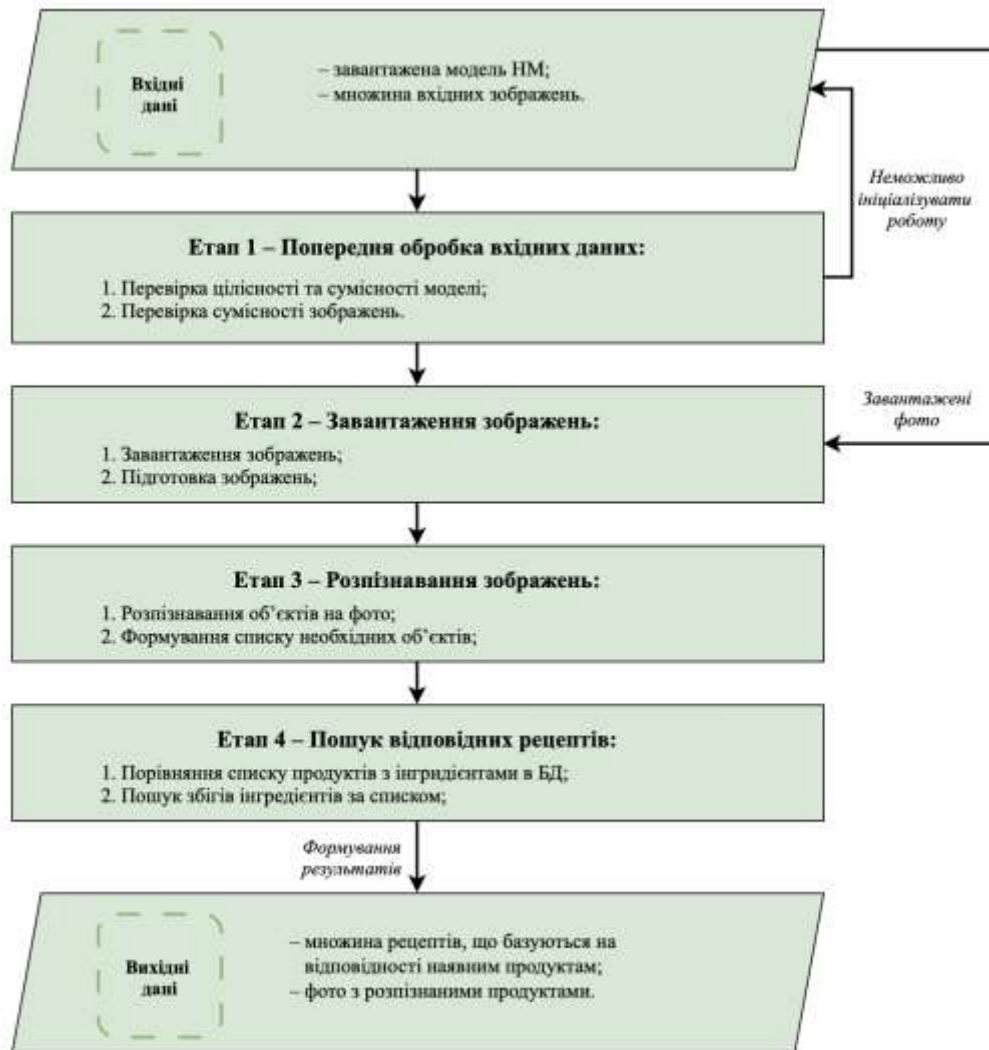 Вхідні
дані
– завантажена модель НМ;
– множина вхідних зображень.
Неможливо
ініціалізувати
роботу
Етап 1 – Попередня обробка вхідних даних:
1. Перевірка цілісності та сумісності моделі;
2. Перевірка сумісності зображень.
Етап 2 – Завантаження зображень:
1. Завантаження зображень;
2. Підготовка зображень;
Завантажені
фото
Етап 3 – Розпізнавання зображень:
1. Розпізнавання об’єктів на фото;
2. Формування списку необхідних об’єктів;
Етап 4 – Пошук відповідних рецептів:
1. Порівняння списку продуктів з інгридієнтами в БД;
2. Пошук збігів інгредієнтів за списком;
Формування
результатів
Вихідні
дані
– множина рецептів, що базуються на
відповідності наявним продуктам;
– фото з розпізнаними продуктами.